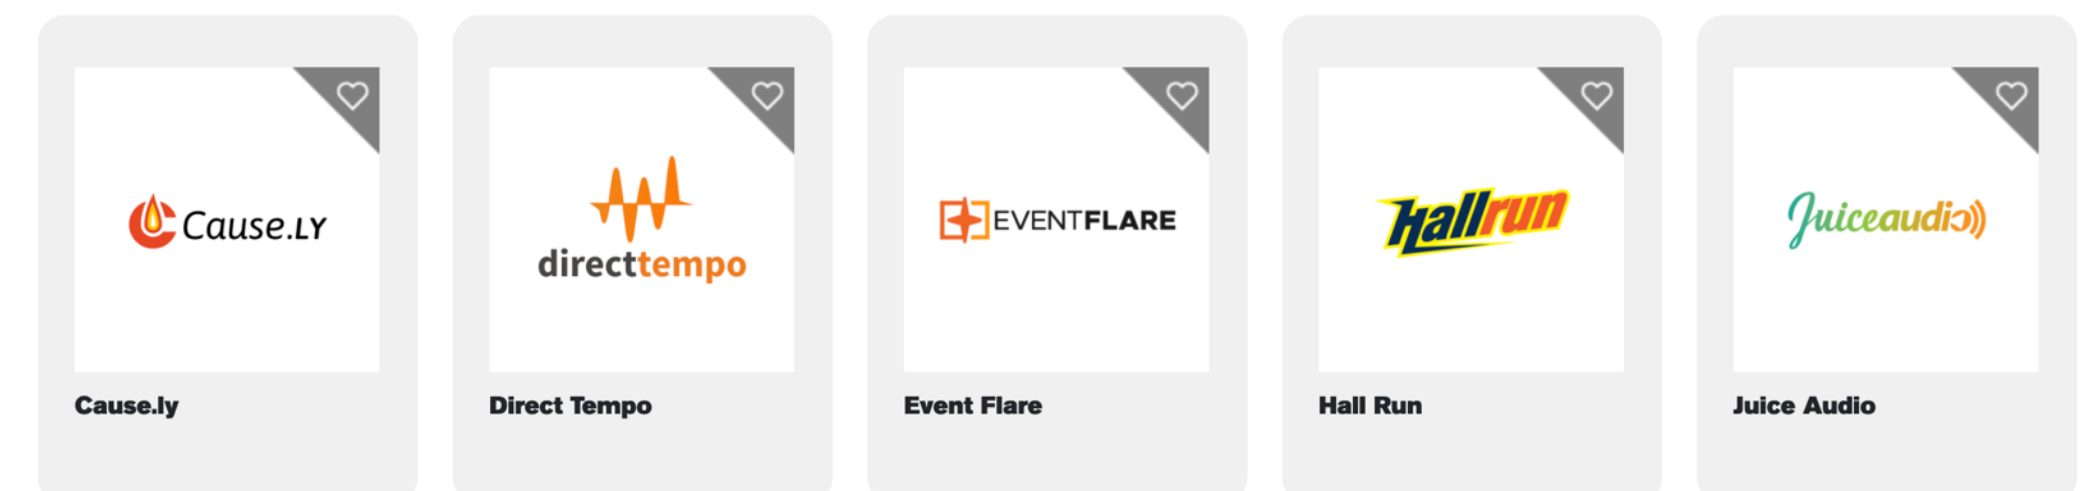 Cause.LY
directtempo
EVENTFLARE
Hallrun
Juiceaudio
Cause.ly
Direct Tempo
Event Flare
Hall Run
Juice Audio